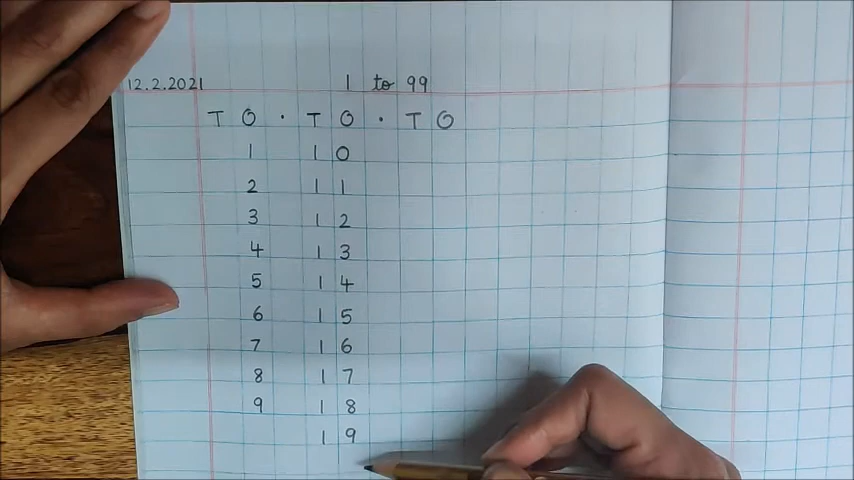 12.2.2021 1 to 99
T O · T O · T O
1 1 0
2 1 1
3 1 2
4 1 3
5 1 4
6 1 5
7 1 6
8 1 7
9 1 8
1 9